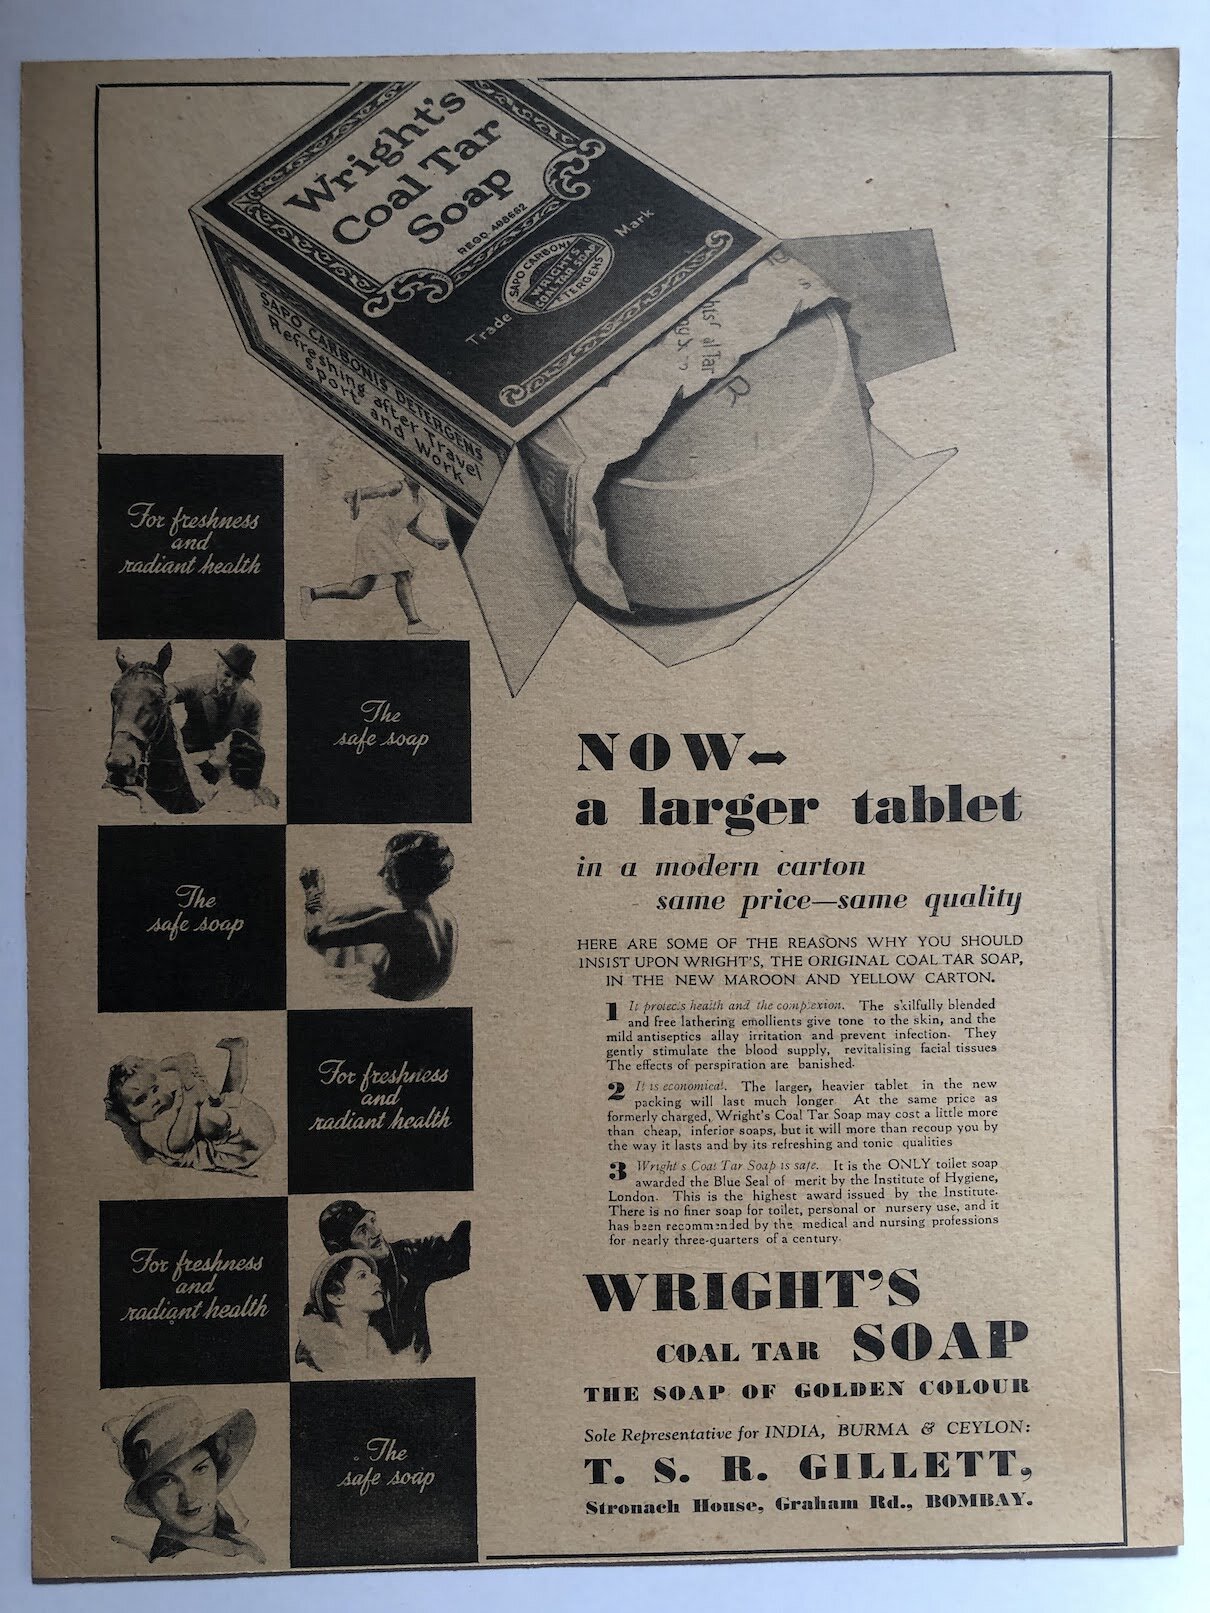 Wright's
Coal Tar
Soap
REGD. 498662
Trade Mark
SAPO CARBONIS
WRIGHT'S
COAL TAR SOAP
DETERGENS
SAPO CARBONIS DETERGENS
Refreshing after Travel
Sport and Work
For freshness
and
radiant health
The
safe soap
The
safe soap
For freshness
and
radiant health
For freshness
and
radiant health
The
safe soap
NOW—
a larger tablet
in a modern carton
same price—same quality
HERE ARE SOME OF THE REASONS WHY YOU SHOULD
INSIST UPON WRIGHT'S, THE ORIGINAL COAL TAR SOAP,
IN THE NEW MAROON AND YELLOW CARTON.
1 It protects health and the complexion. The skilfully blended
and free lathering emollients give tone to the skin, and the
mild antiseptics allay irritation and prevent infection. They
gently stimulate the blood supply, revitalising facial tissues
The effects of perspiration are banished.
2 It is economical. The larger, heavier tablet in the new
packing will last much longer At the same price as
formerly charged, Wright's Coal Tar Soap may cost a little more
than cheap, inferior soaps, but it will more than recoup you by
the way it lasts and by its refreshing and tonic qualities
3 Wright's Coal Tar Soap is safe. It is the ONLY toilet soap
awarded the Blue Seal of merit by the Institute of Hygiene,
London. This is the highest award issued by the Institute.
There is no finer soap for toilet, personal or nursery use, and it
has been recommended by the medical and nursing professions
for nearly three-quarters of a century.
WRIGHT'S
COAL TAR SOAP
THE SOAP OF GOLDEN COLOUR
Sole Representative for INDIA, BURMA & CEYLON:
T. S. R. GILLETT,
Stronach House, Graham Rd., BOMBAY.